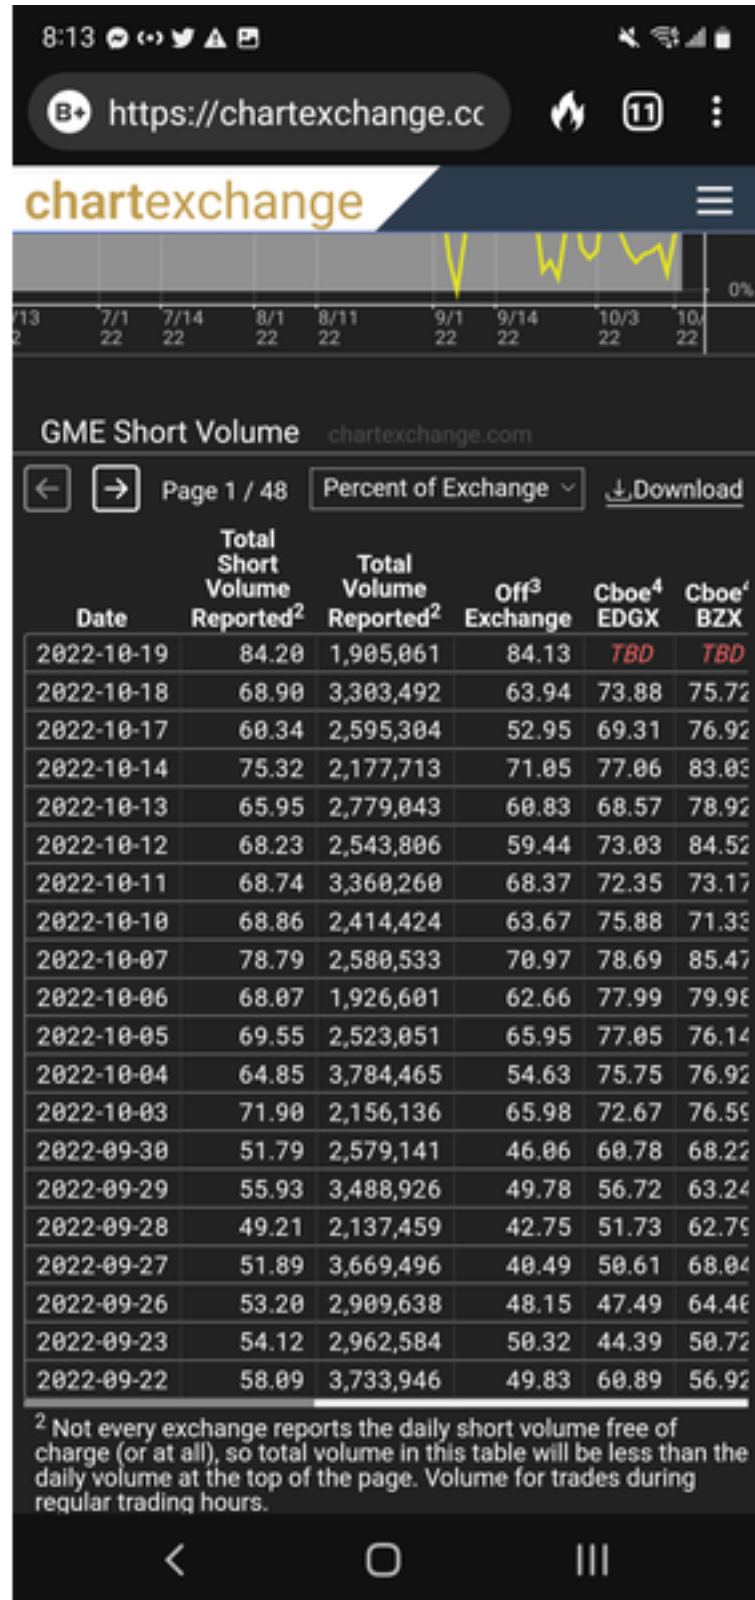 8:13
B+ https://chartexchange.cc 11
chartexchange
0%
/13 7/1 7/14 8/1 8/11 9/1 9/14 10/3 10/
2 22 22 22 22 22 22 22 22
GME Short Volume chartexchange.com
← → Page 1 / 48 Percent of Exchange Download
Total
Short Total
Volume Volume Off3 Cboe4 Cboe4
Date Reported2 Reported2 Exchange EDGX BZX
2022-10-19 84.20 1,905,061 84.13 TBD TBD
2022-10-18 68.90 3,303,492 63.94 73.88 75.72
2022-10-17 60.34 2,595,304 52.95 69.31 76.92
2022-10-14 75.32 2,177,713 71.05 77.06 83.03
2022-10-13 65.95 2,779,043 60.83 68.57 78.92
2022-10-12 68.23 2,543,806 59.44 73.03 84.52
2022-10-11 68.74 3,360,260 68.37 72.35 73.17
2022-10-10 68.86 2,414,424 63.67 75.88 71.33
2022-10-07 78.79 2,580,533 70.97 78.69 85.47
2022-10-06 68.07 1,926,601 62.66 77.99 79.98
2022-10-05 69.55 2,523,051 65.95 77.05 76.14
2022-10-04 64.85 3,784,465 54.63 75.75 76.92
2022-10-03 71.90 2,156,136 65.98 72.67 76.59
2022-09-30 51.79 2,579,141 46.06 60.78 68.22
2022-09-29 55.93 3,488,926 49.78 56.72 63.24
2022-09-28 49.21 2,137,459 42.75 51.73 62.79
2022-09-27 51.89 3,669,496 40.49 50.61 68.04
2022-09-26 53.20 2,909,638 48.15 47.49 64.46
2022-09-23 54.12 2,962,584 50.32 44.39 50.72
2022-09-22 58.09 3,733,946 49.83 60.89 56.92
2 Not every exchange reports the daily short volume free of
charge (or at all), so total volume in this table will be less than the
daily volume at the top of the page. Volume for trades during
regular trading hours.